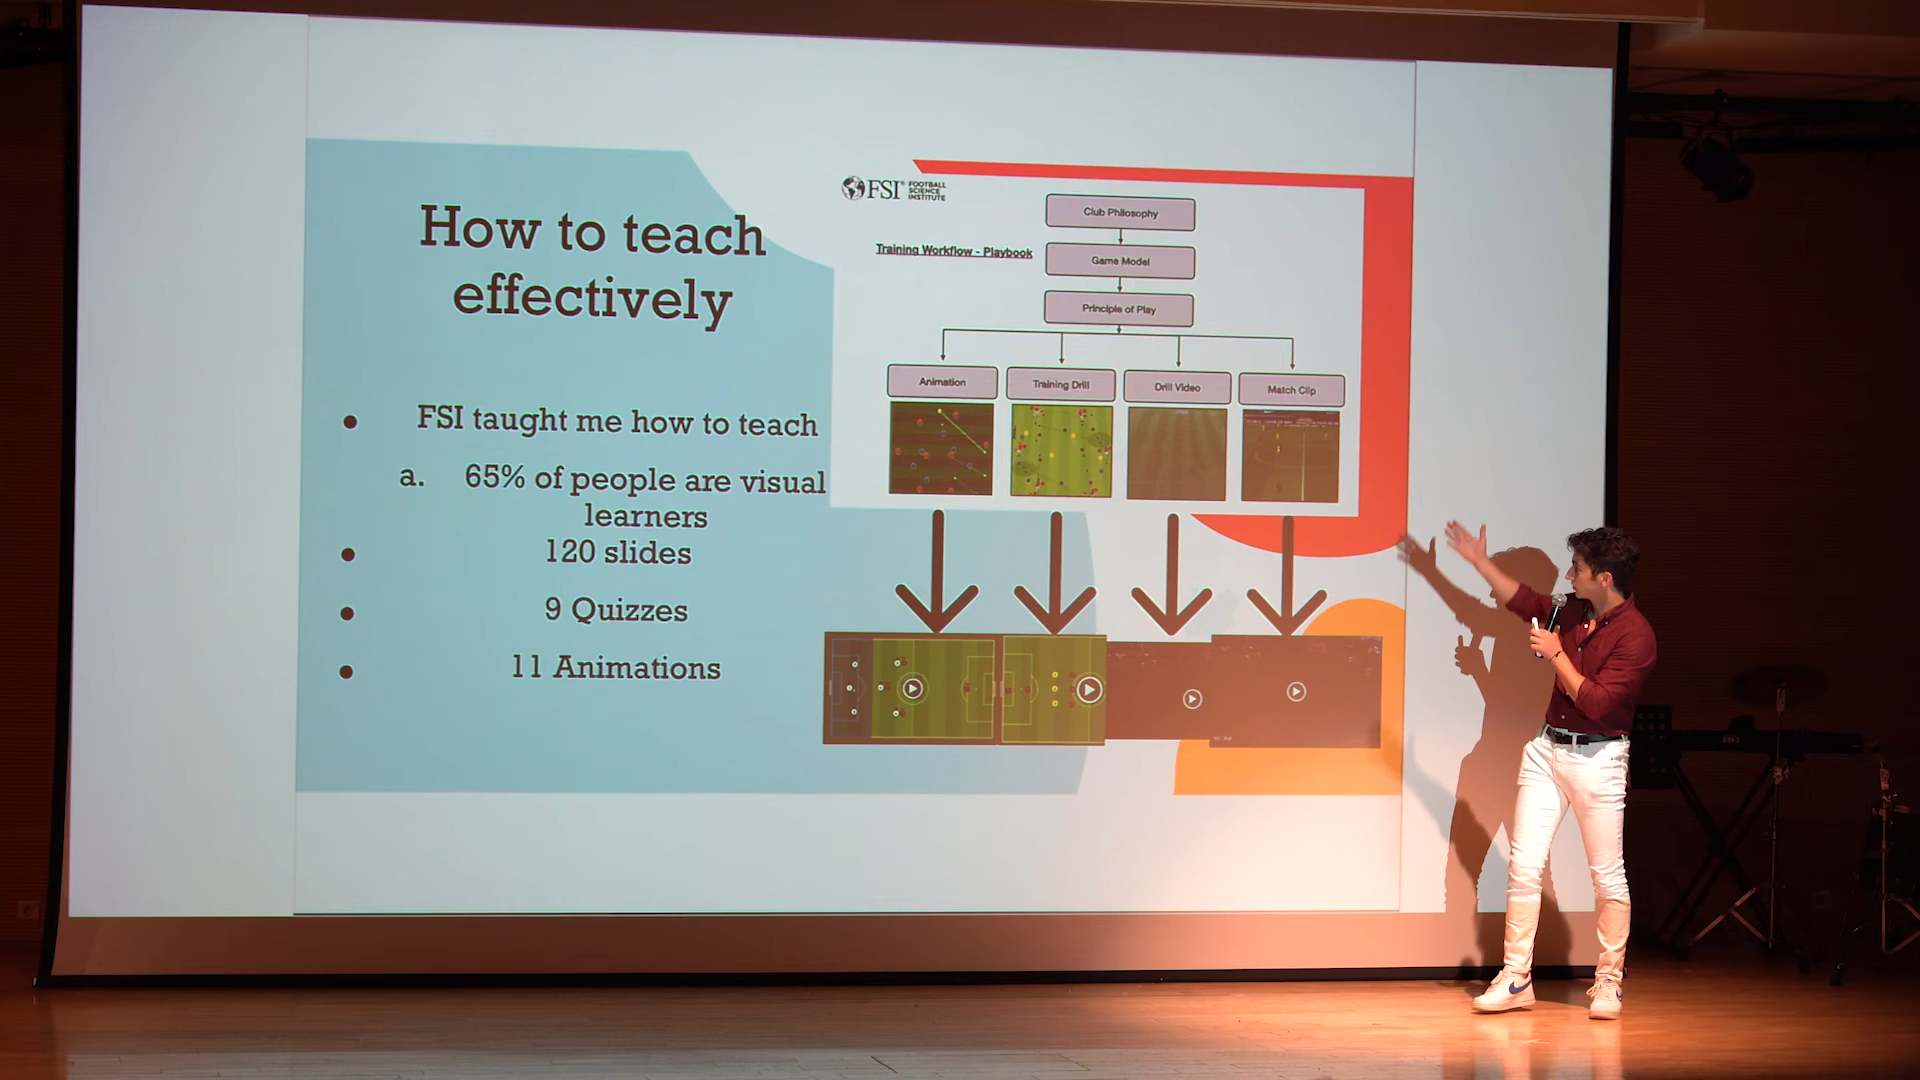 How to teach
effectively
• FSI taught me how to teach
a. 65% of people are visual
learners
• 120 slides
• 9 Quizzes
• 11 Animations
FSI FOOTBALL
SCIENCE
INSTITUTE
Training Workflow - Playbook
Club Philosophy
Game Model
Principle of Play
Animation
Training Drill
Drill Video
Match Clip